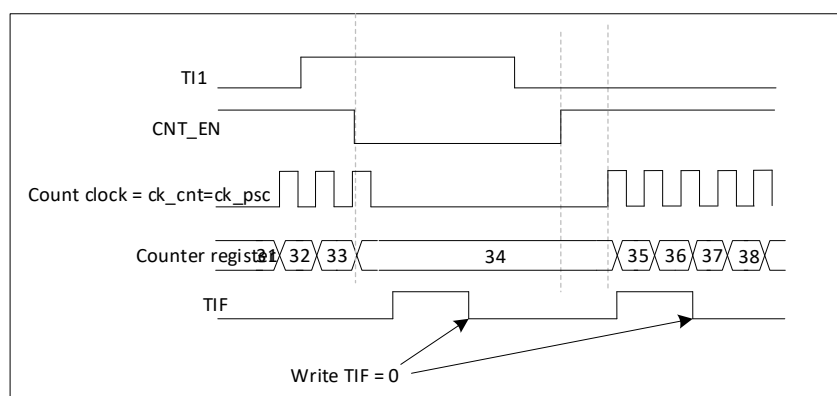 TI1
CNT_EN
Count clock = ck_cnt=ck_psc
Counter register 31 32 33 34 35 36 37 38
TIF
Write TIF = 0